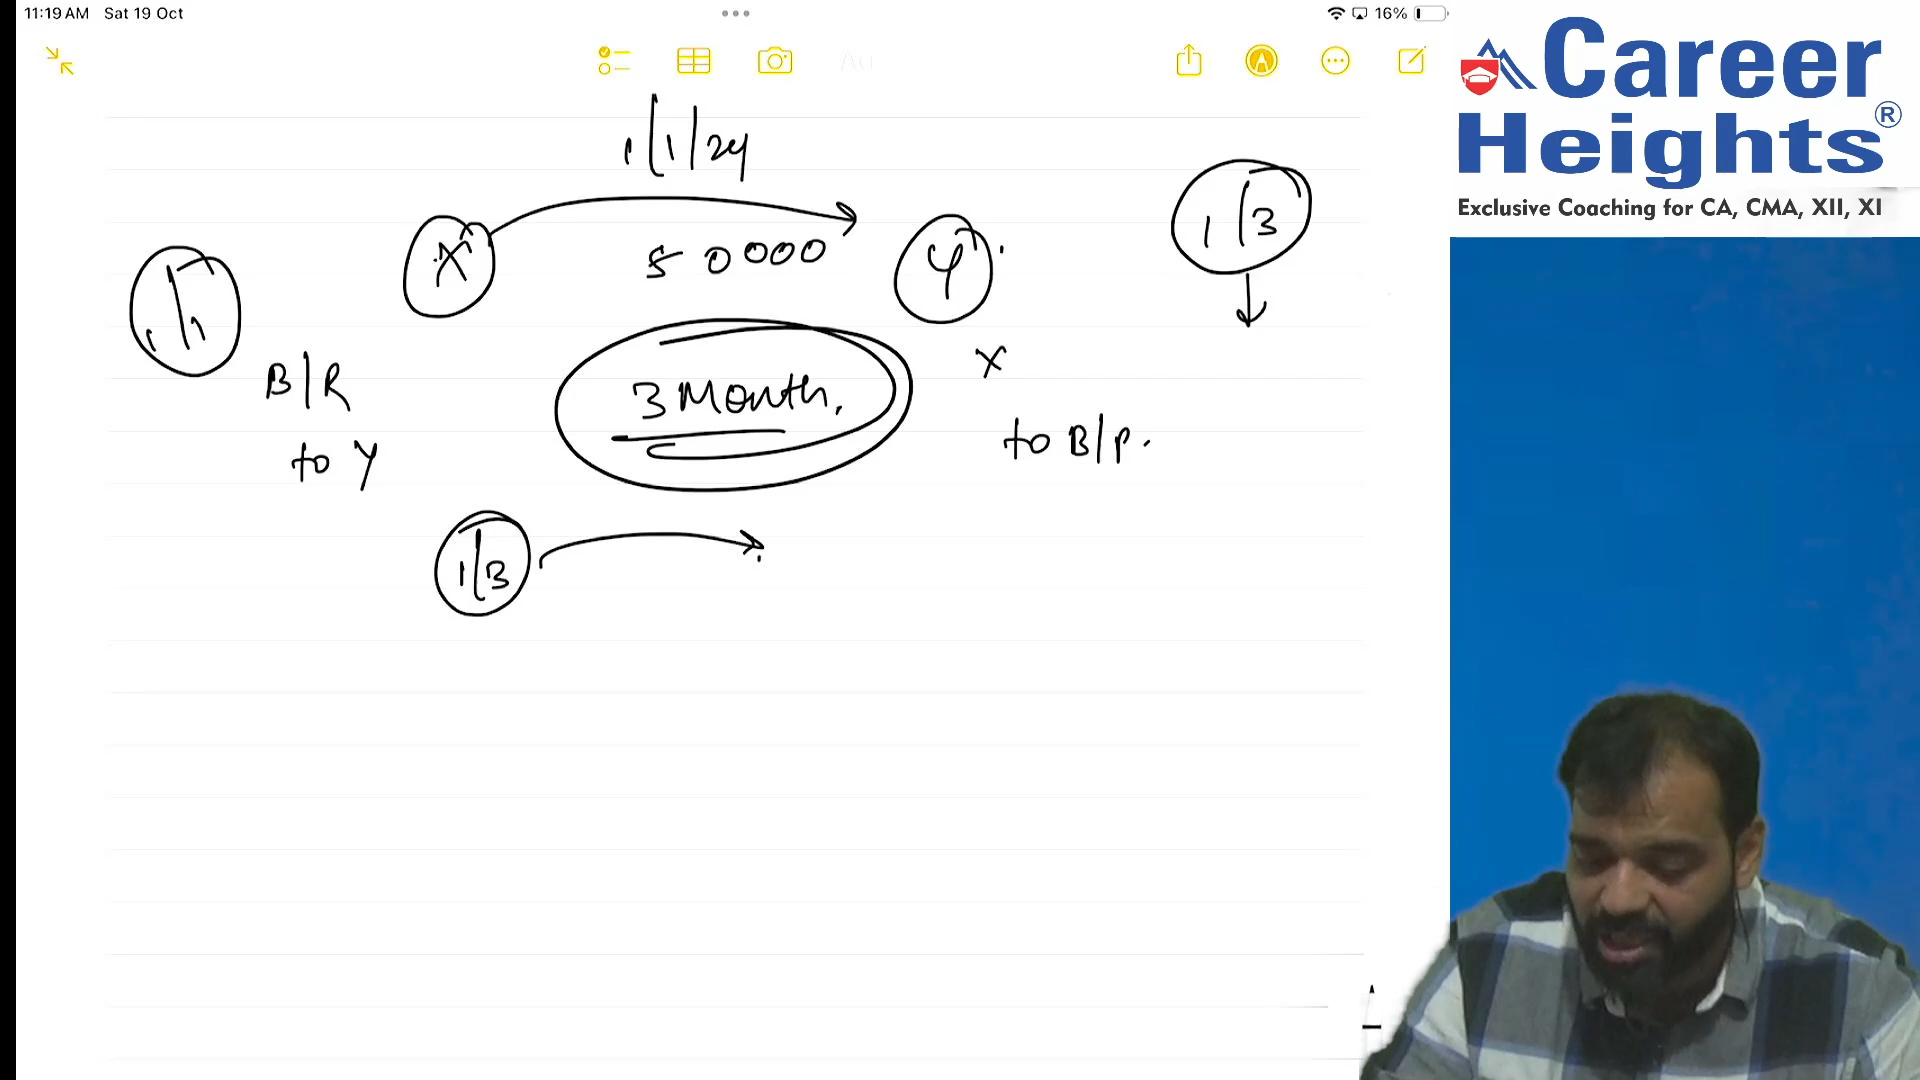 11:19 AM Sat 19 Oct
16%
Career
Heights®
Exclusive Coaching for CA, CMA, XII, XI
1/1/24
X
50000
Y
1/3
1/1
3 Month.
X
B/R
to Y
to B/P.
1/3